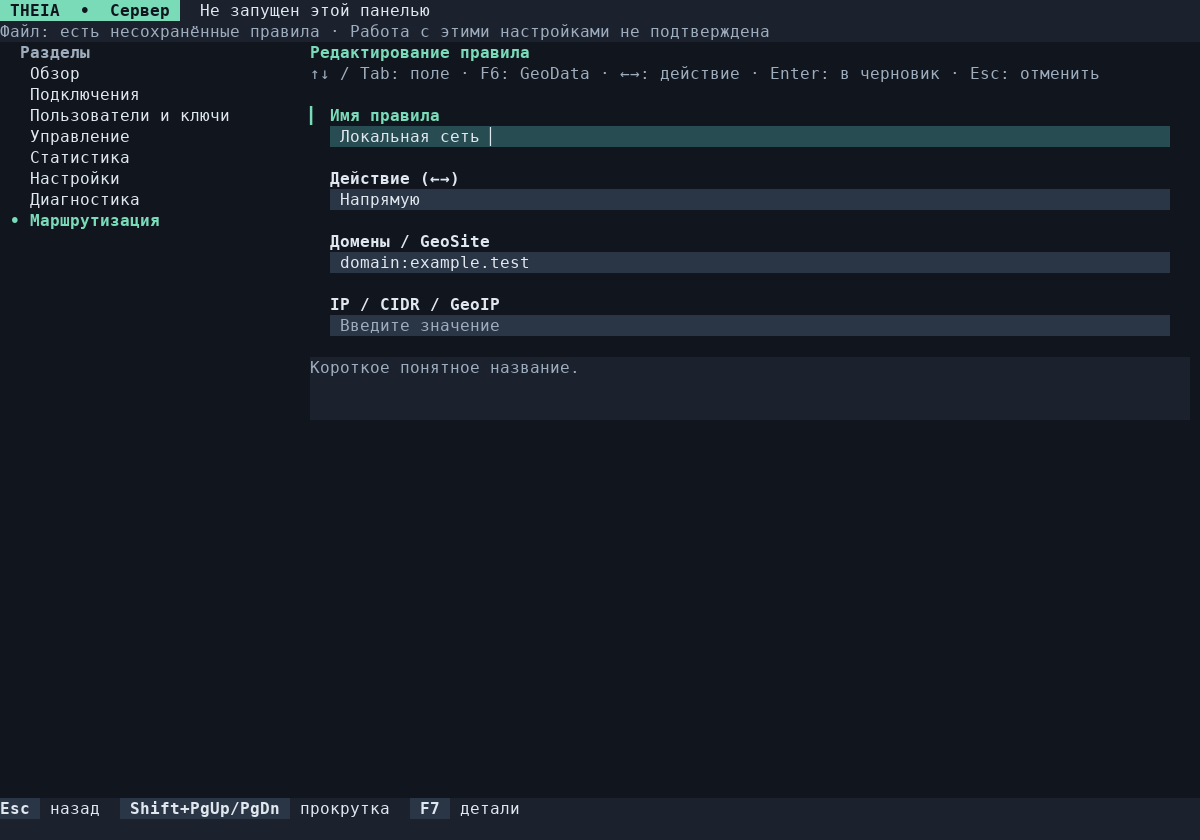 THEIA • Сервер Не запущен этой панелью
Файл: есть несохранённые правила · Работа с этими настройками не подтверждена
Разделы
Обзор
Подключения
Пользователи и ключи
Управление
Статистика
Настройки
Диагностика
• Маршрутизация
Редактирование правила
↑↓ / Tab: поле · F6: GeoData · ←→: действие · Enter: в черновик · Esc: отменить
Имя правила
Локальная сеть
Действие (←→)
Напрямую
Домены / GeoSite
domain:example.test
IP / CIDR / GeoIP
Введите значение
Короткое понятное название.
Esc назад Shift+PgUp/PgDn прокрутка F7 детали